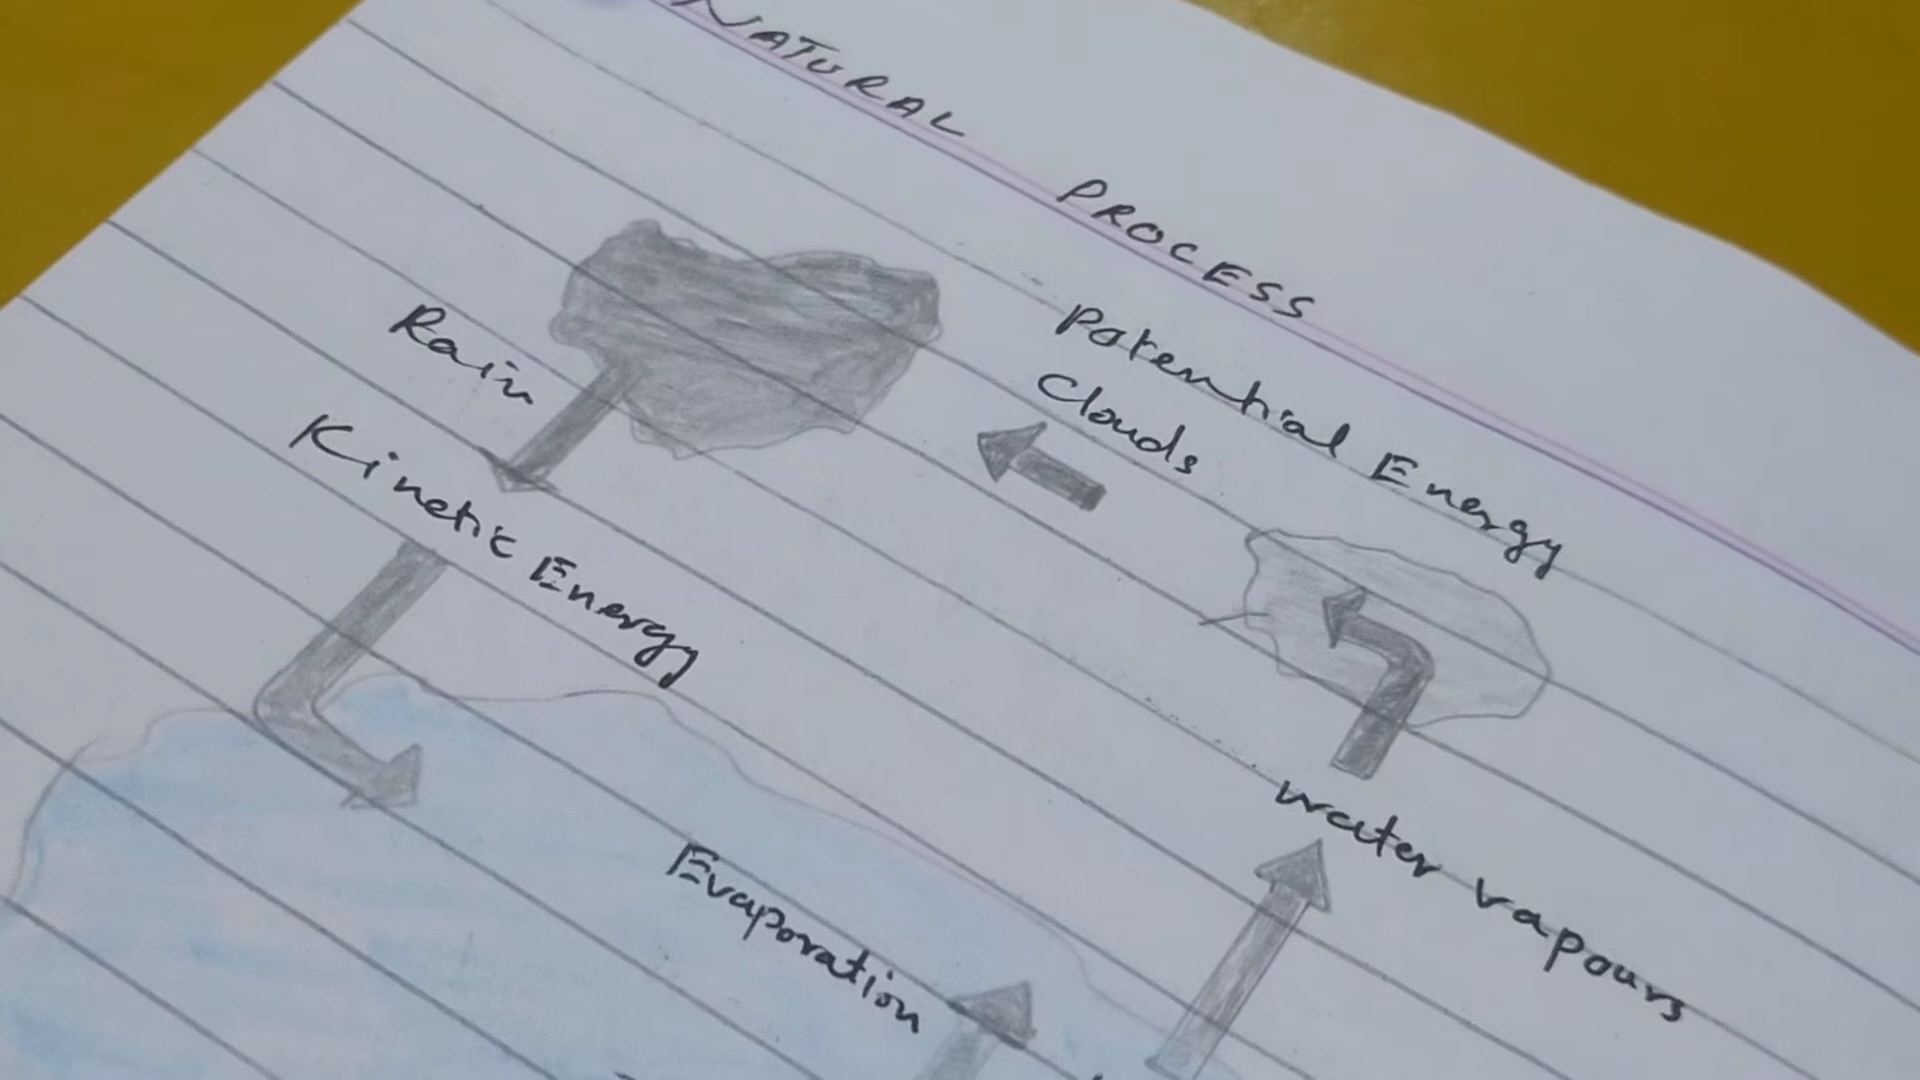 NATURAL PROCESS
Potential Energy
Clouds
Rain
Kinetic Energy
water vapours
Evaporation